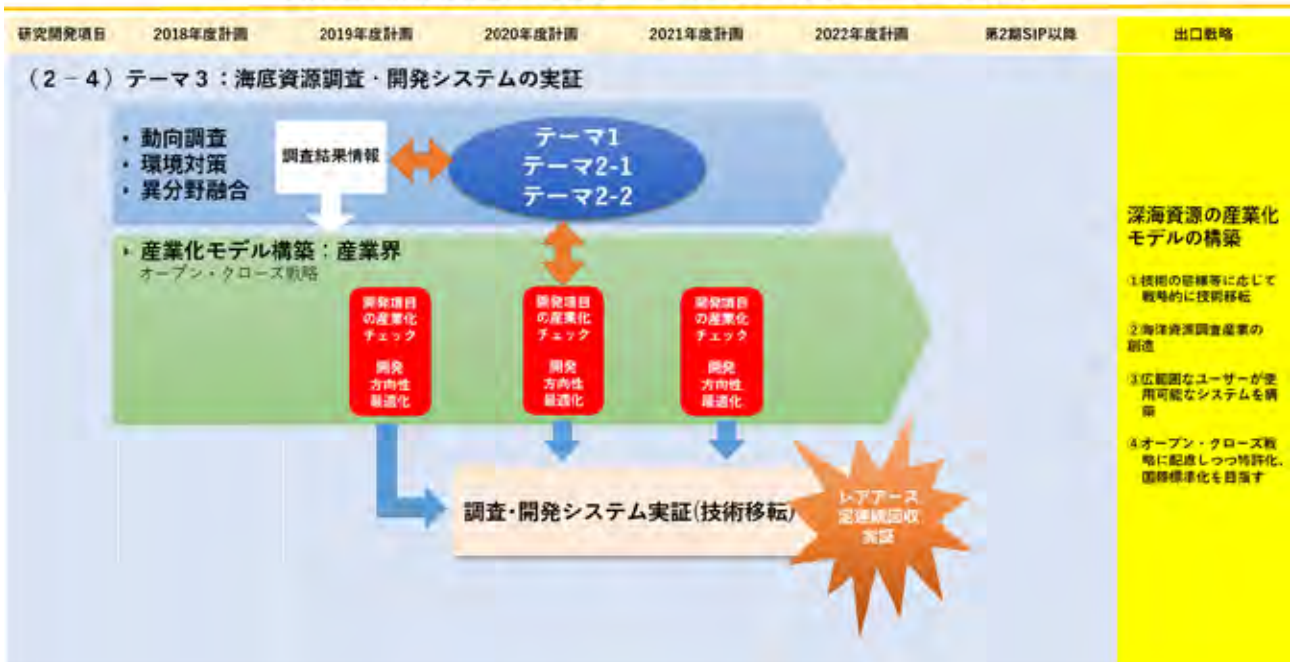 研究開発項目
2018年度計画
2019年度計画
2020年度計画
2021年度計画
2022年度計画
第2期SIP以降
出口戦略
(2-4)テーマ3:海底資源調査・開発システムの実証
・動向調査
・環境対策
・異分野融合
調査結果情報
テーマ1
テーマ2-1
テーマ2-2
・産業化モデル構築:産業界
オープン・クローズ戦略
開発項目
の産業化
チェック
開発
方向性
最適化
開発項目
の産業化
チェック
開発
方向性
最適化
開発項目
の産業化
チェック
開発
方向性
最適化
調査・開発システム実証(技術移転)
レアアース
泥連続回収
実証
深海資源の産業化
モデルの構築
①技術の態様等に応じて
戦略的に技術移転
②海洋資源調査産業の
創造
③広範囲なユーザーが使
用可能なシステムを構
築
④オープン・クローズ戦
略に配慮しつつ特許化、
国際標準化を目指す